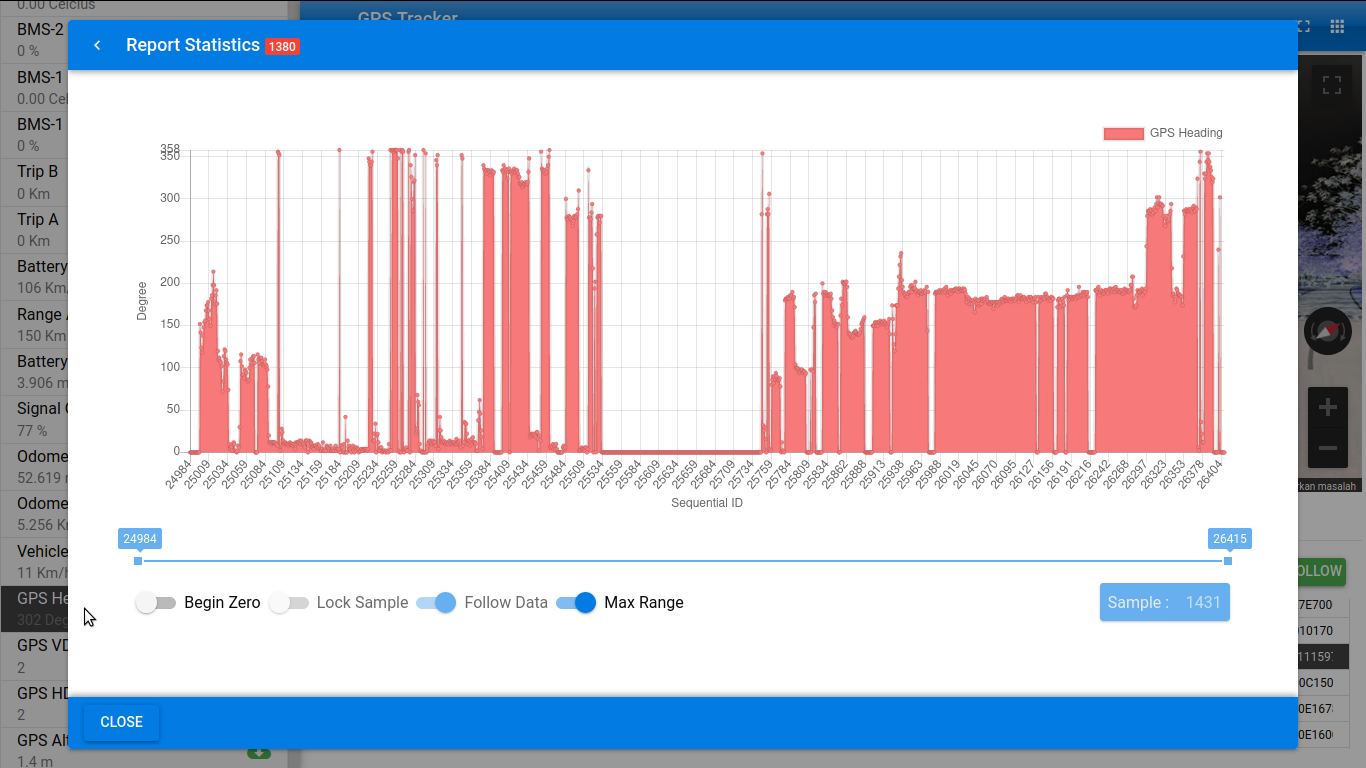 0.00 Celcius
GPS Tracker
BMS-2
0 %
BMS-1
0.00 Cel
BMS-1
0 %
Trip B
0 Km
Trip A
0 Km
Battery
106 Km
Range
150 Km
Battery
3.906 m
Signal
77 %
Odome
52.619
Odome
5.256 K
Vehicle
11 Km/h
GPS He
302 Deg
GPS VD
2
GPS HD
2
GPS Alt
1.4 m
Report Statistics 1380
GPS Heading
358
350
300
250
200
150
100
50
0
Degree
24984 25009 25034 25059 25084 25109 25134 25159 25184 25209 25234 25259 25284 25309 25334 25359 25384 25409 25434 25459 25484 25509 25534 25559 25584 25609 25634 25659 25684 25709 25734 25759 25784 25809 25834 25862 25888 25913 25938 25963 25988 26019 26045 26070 26095 26127 26156 26191 26216 26242 26268 26297 26323 26353 26378 26404
Sequential ID
24984 26415
Begin Zero Lock Sample Follow Data Max Range Sample : 1431
CLOSE
rkan masalah
OLLOW
7E700
010170
11159
0C150
0E167
0E160